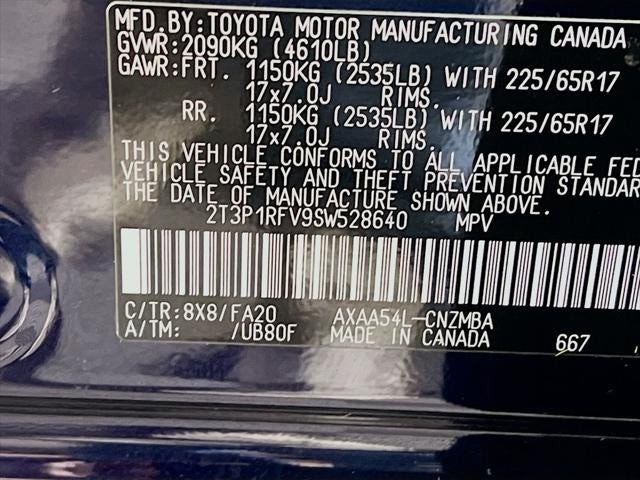 MFD.BY:TOYOTA MOTOR MANUFACTURING CANADA
GVWR:2090KG (4610LB)
GAWR:FRT. 1150KG (2535LB) WITH 225/65R17
17x7.0J RIMS.
RR. 1150KG (2535LB) WITH 225/65R17
17x7.0J RIMS.
THIS VEHICLE CONFORMS TO ALL APPLICABLE FED
VEHICLE SAFETY AND THEFT PREVENTION STANDAR
THE DATE OF MANUFACTURE SHOWN ABOVE.
2T3P1RFV9SW528640 MPV
C/TR:8X8/FA20 AXAA54L-CNZMBA
A/TM: /UB80F MADE IN CANADA 667